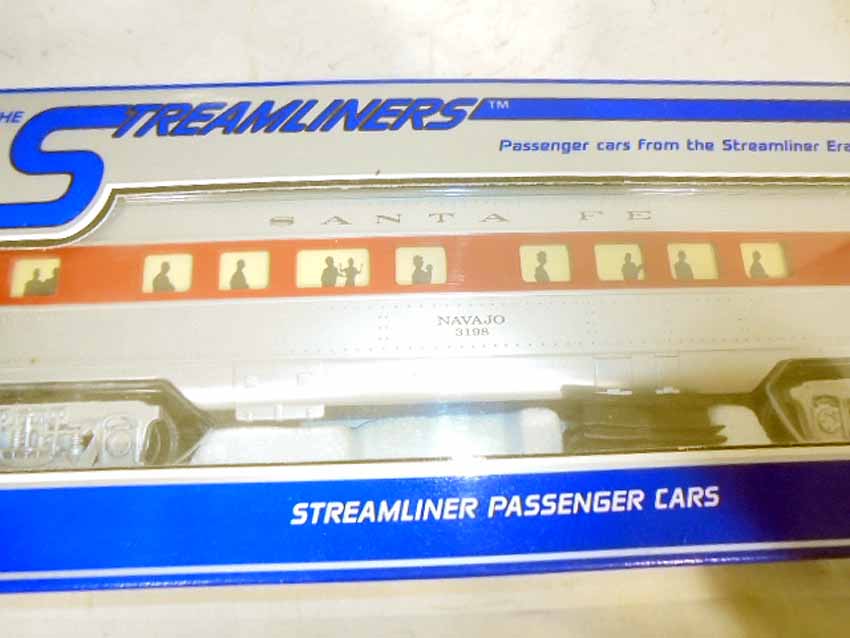 THE STREAMLINERS™
Passenger cars from the Streamliner Era
SANTA FE
NAVAJO
3198
STREAMLINER PASSENGER CARS